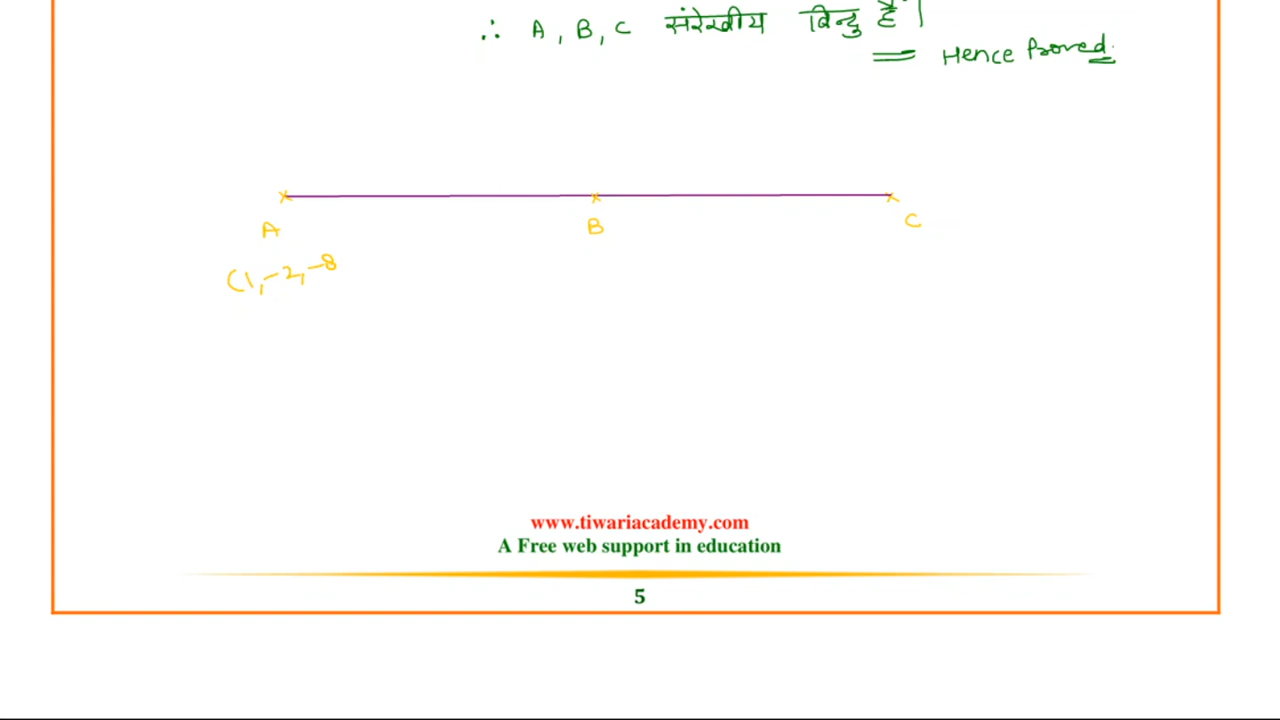 ∴ A, B, C संरेखीय बिन्दु हैं।
Hence Proved.
A B C
(1,-2,-8
www.tiwariacademy.com
A Free web support in education
5